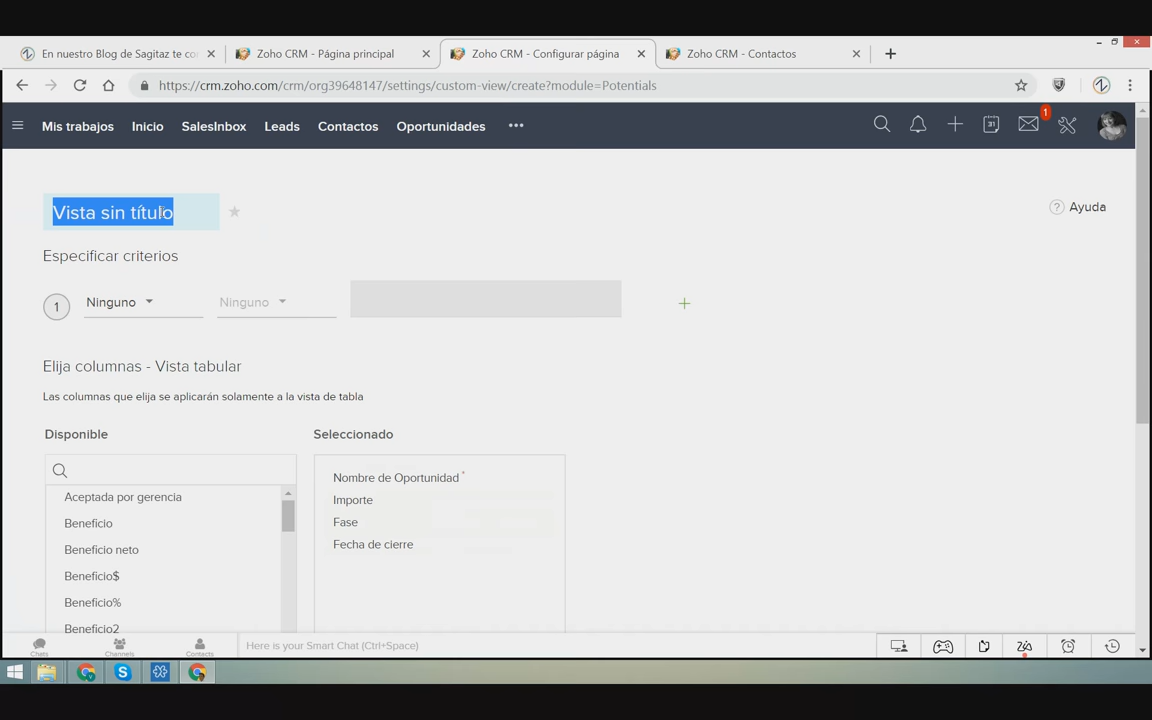 En nuestro Blog de Sagitaz te co
Zoho CRM - Página principal
Zoho CRM - Configurar página
Zoho CRM - Contactos
https://crm.zoho.com/crm/org39648147/settings/custom-view/create?module=Potentials
Mis trabajos Inicio SalesInbox Leads Contactos Oportunidades
31
1
Vista sin título
Ayuda
Especificar criterios
1 Ninguno Ninguno
Elija columnas - Vista tabular
Las columnas que elija se aplicarán solamente a la vista de tabla
Disponible
Aceptada por gerencia
Beneficio
Beneficio neto
Beneficio$
Beneficio%
Beneficio2
Seleccionado
Nombre de Oportunidad *
Importe
Fase
Fecha de cierre
Chats Channels Contacts
Here is your Smart Chat (Ctrl+Space)